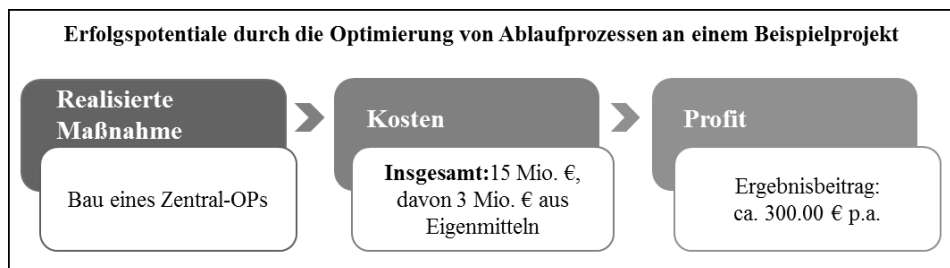 Erfolgspotentiale durch die Optimierung von Ablaufprozessen an einem Beispielprojekt
Realisierte
Maßnahme
Bau eines Zentral-OPs
Kosten
Insgesamt:15 Mio. €,
davon 3 Mio. € aus
Eigenmitteln
Profit
Ergebnisbeitrag:
ca. 300.00 € p.a.